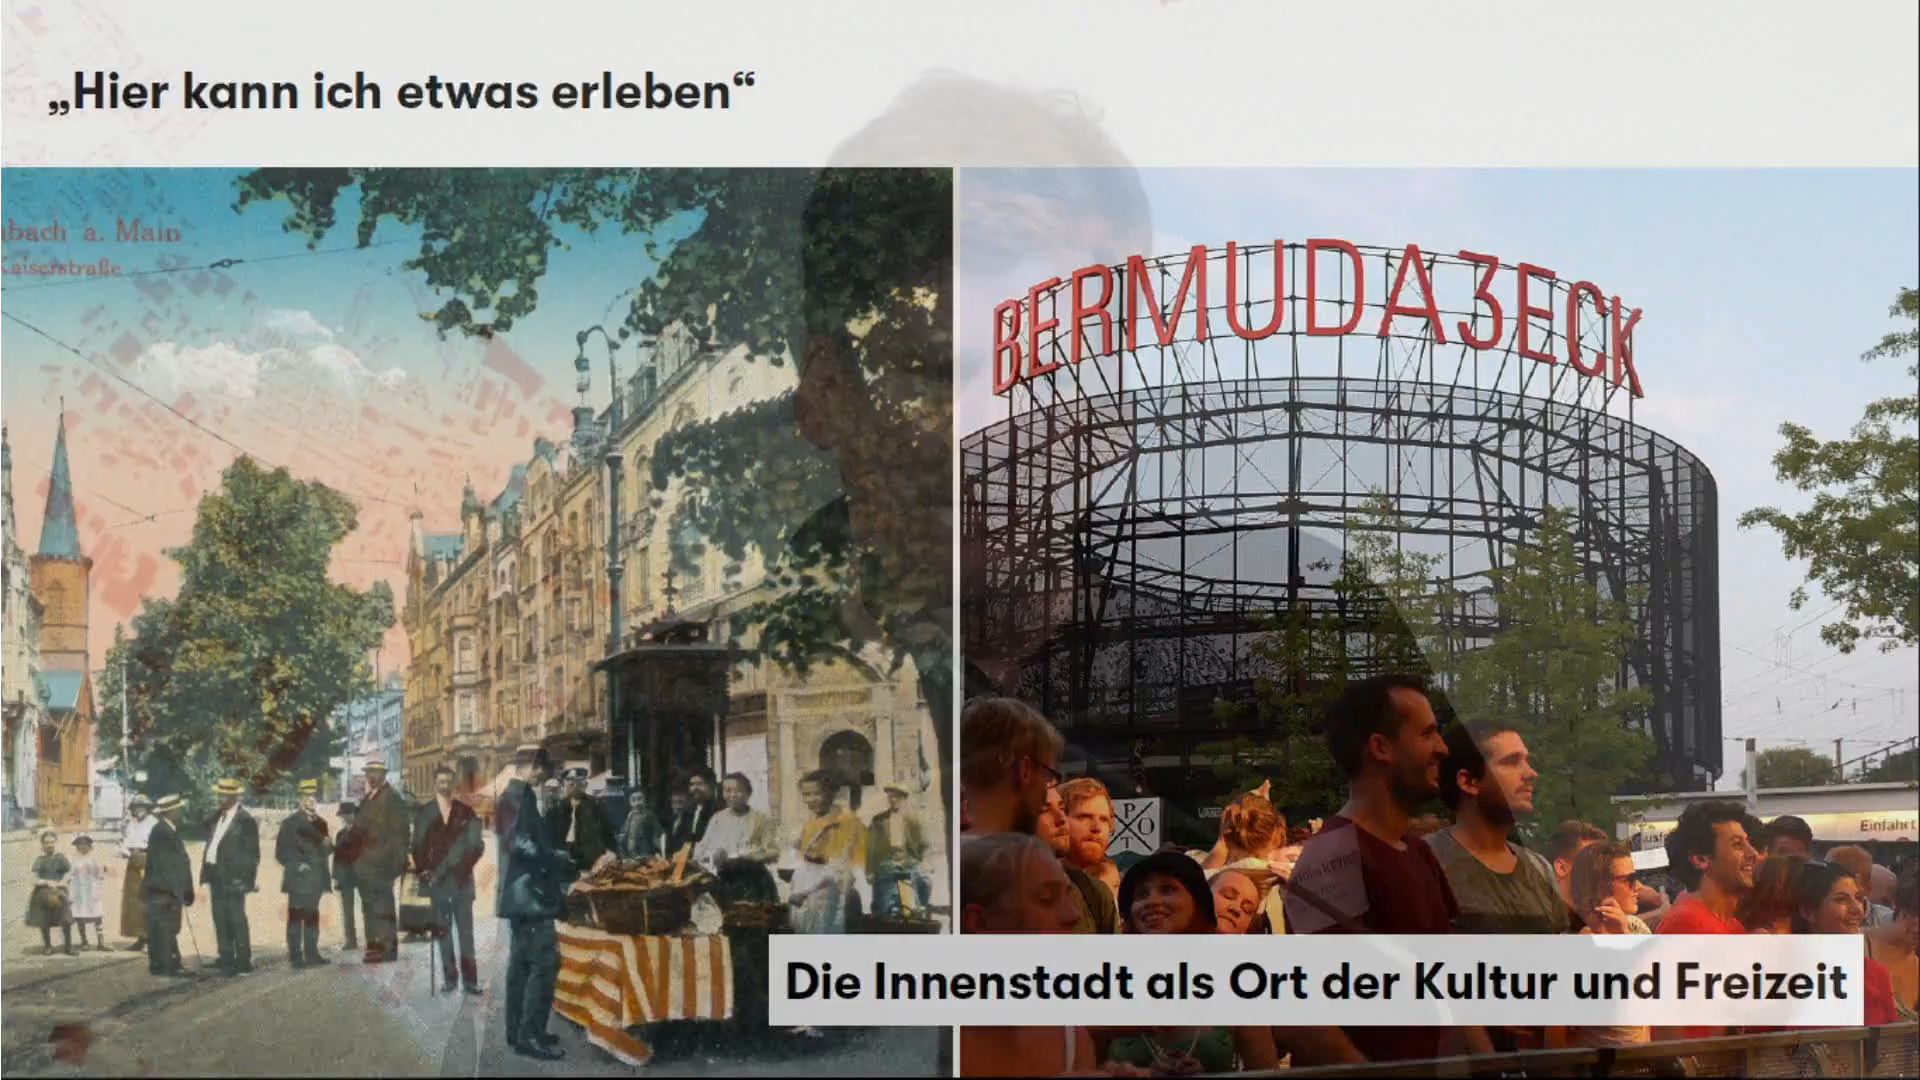 „Hier kann ich etwas erleben“
bach a. Main
Kaiserstraße
BERMUDA3ECK
P
O
T
Einfahrt
Die Innenstadt als Ort der Kultur und Freizeit